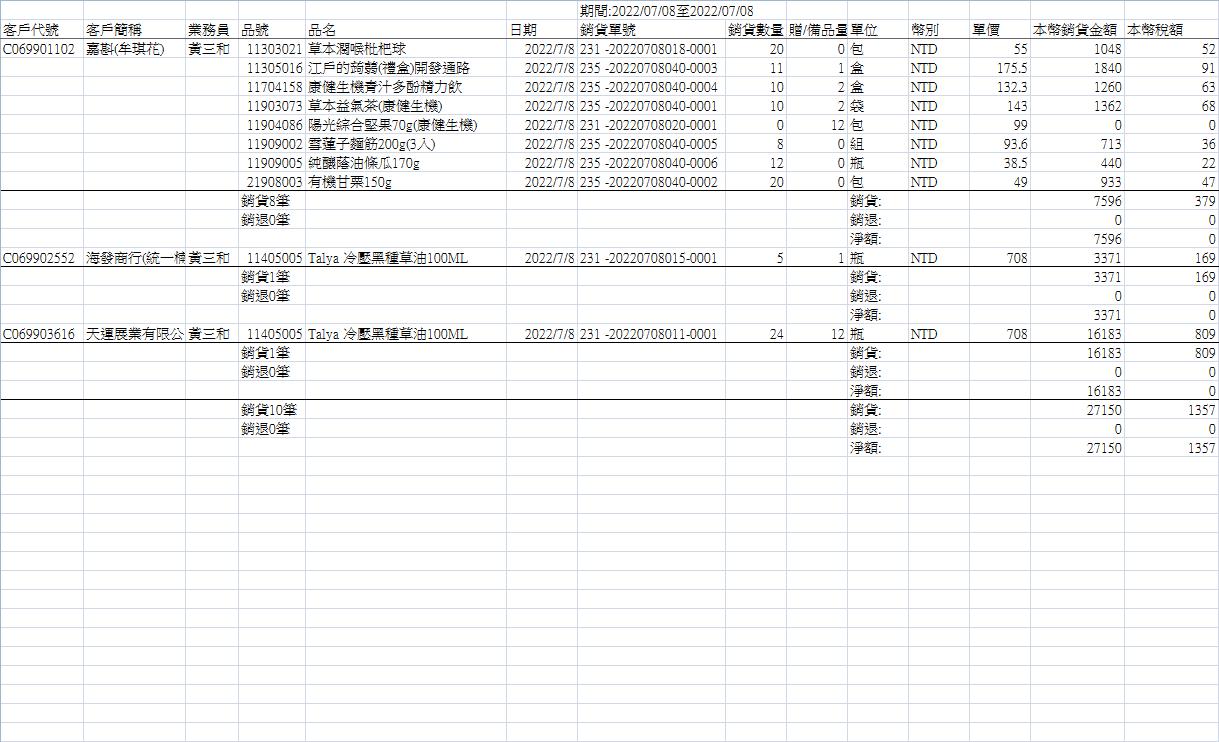 期間:2022/07/08至2022/07/08
客戶代號 客戶簡稱 業務員 品號 品名 日期 銷貨單號 銷貨數量 贈/備品量 單位 幣別 單價 本幣銷貨金額 本幣稅額
C069901102 嘉斟(牟琪花) 黃三和 11303021 草本潤喉枇杷球 2022/7/8 231 -20220708018-0001 20 0 包 NTD 55 1048 52
11305016 江戶的蒟蒻(禮盒)開發通路 2022/7/8 235 -20220708040-0003 11 1 盒 NTD 175.5 1840 91
11704158 康健生機青汁多酚精力飲 2022/7/8 235 -20220708040-0004 10 2 盒 NTD 132.3 1260 63
11903073 草本益氣茶(康健生機) 2022/7/8 235 -20220708040-0001 10 2 袋 NTD 143 1362 68
11904086 陽光綜合堅果70g(康健生機) 2022/7/8 231 -20220708020-0001 0 12 包 NTD 99 0 0
11909002 雪蓮子麵筋200g(3入) 2022/7/8 235 -20220708040-0005 8 0 組 NTD 93.6 713 36
11909005 純釀蔭油條瓜170g 2022/7/8 235 -20220708040-0006 12 0 瓶 NTD 38.5 440 22
21908003 有機甘栗150g 2022/7/8 235 -20220708040-0002 20 0 包 NTD 49 933 47
銷貨8筆 銷貨: 7596 379
銷退0筆 銷退: 0 0
淨額: 7596 0
C069902552 海發商行(統一 黃三和 11405005 Talya 冷壓黑種草油100ML 2022/7/8 231 -20220708015-0001 5 1 瓶 NTD 708 3371 169
銷貨1筆 銷貨: 3371 169
銷退0筆 銷退: 0 0
淨額: 3371 0
C069903616 天運展業有限公 黃三和 11405005 Talya 冷壓黑種草油100ML 2022/7/8 231 -20220708011-0001 24 12 瓶 NTD 708 16183 809
銷貨1筆 銷貨: 16183 809
銷退0筆 銷退: 0 0
淨額: 16183 0
銷貨10筆 銷貨: 27150 1357
銷退0筆 銷退: 0 0
淨額: 27150 1357